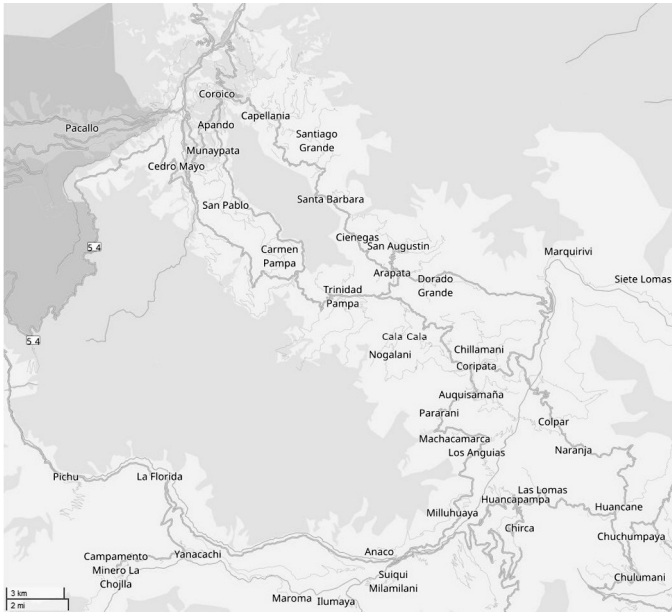 Coroico
Capellania
Pacallo
Apando
Santiago
Grande
Munaypata
Cedro Mayo
San Pablo
Santa Barbara
Cienegas
San Augustin
Carmen
Pampa
5 4
Marquirivi
Arapata
Dorado
Grande
Siete Lomas
Trinidad
Pampa
5 4
Cala Cala
Nogalani
Chillamani
Coripata
Auquisamaña
Pararani
Colpar
Machacamarca
Los Anguias
Naranja
Pichu
La Florida
Las Lomas
Huancapampa
Milluhuaya
Huancane
Chirca
Chuchumpaya
Campamento
Minero La
Chojlla
Yanacachi
Anaco
Suiqui
Milamilani
Chulumani
Maroma
Ilumaya
3 km
2 mi